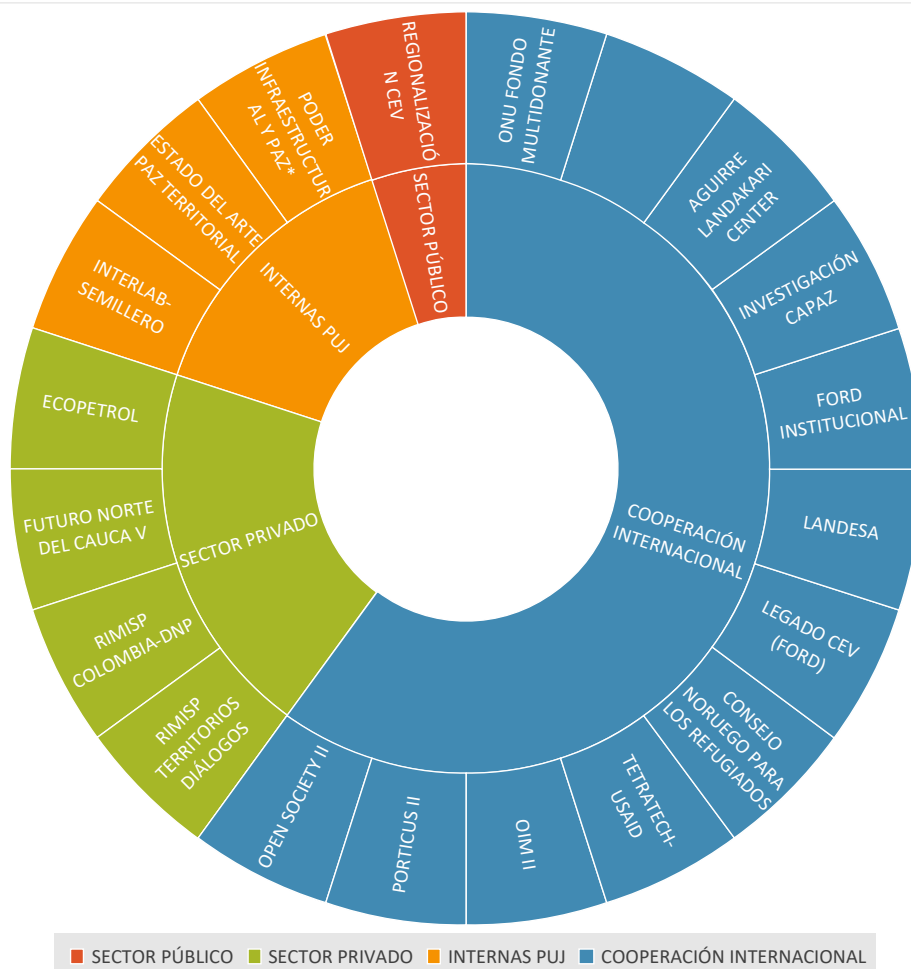 REGIONALIZACIÓ
N CEV
SECTOR PÚBLICO
ONU FONDO
MULTIDONANTE
AGUIRRE
LANDAKARI
CENTER
INVESTIGACIÓN
CAPAZ
FORD
INSTITUCIONAL
LANDESA
LEGADO CEV
(FORD)
CONSEJO
NORUEGO PARA
LOS REFUGIADOS
TETRATECH-
USAID
OIM II
PORTICUS II
OPEN SOCIETY II
COOPERACIÓN
INTERNACIONAL
RIMISP
TERRITORIOS
DIÁLOGOS
RIMISP
COLOMBIA-DNP
FUTURO NORTE
DEL CAUCA V
ECOPETROL
SECTOR PRIVADO
INTERLAB-
SEMILLERO
ESTADO DEL ARTE
PAZ TERRITORIAL
PODER
INFRAESTRUCTUR
AL Y PAZ*
INTERNAS PUJ
SECTOR PÚBLICO
SECTOR PRIVADO
INTERNAS PUJ
COOPERACIÓN INTERNACIONAL